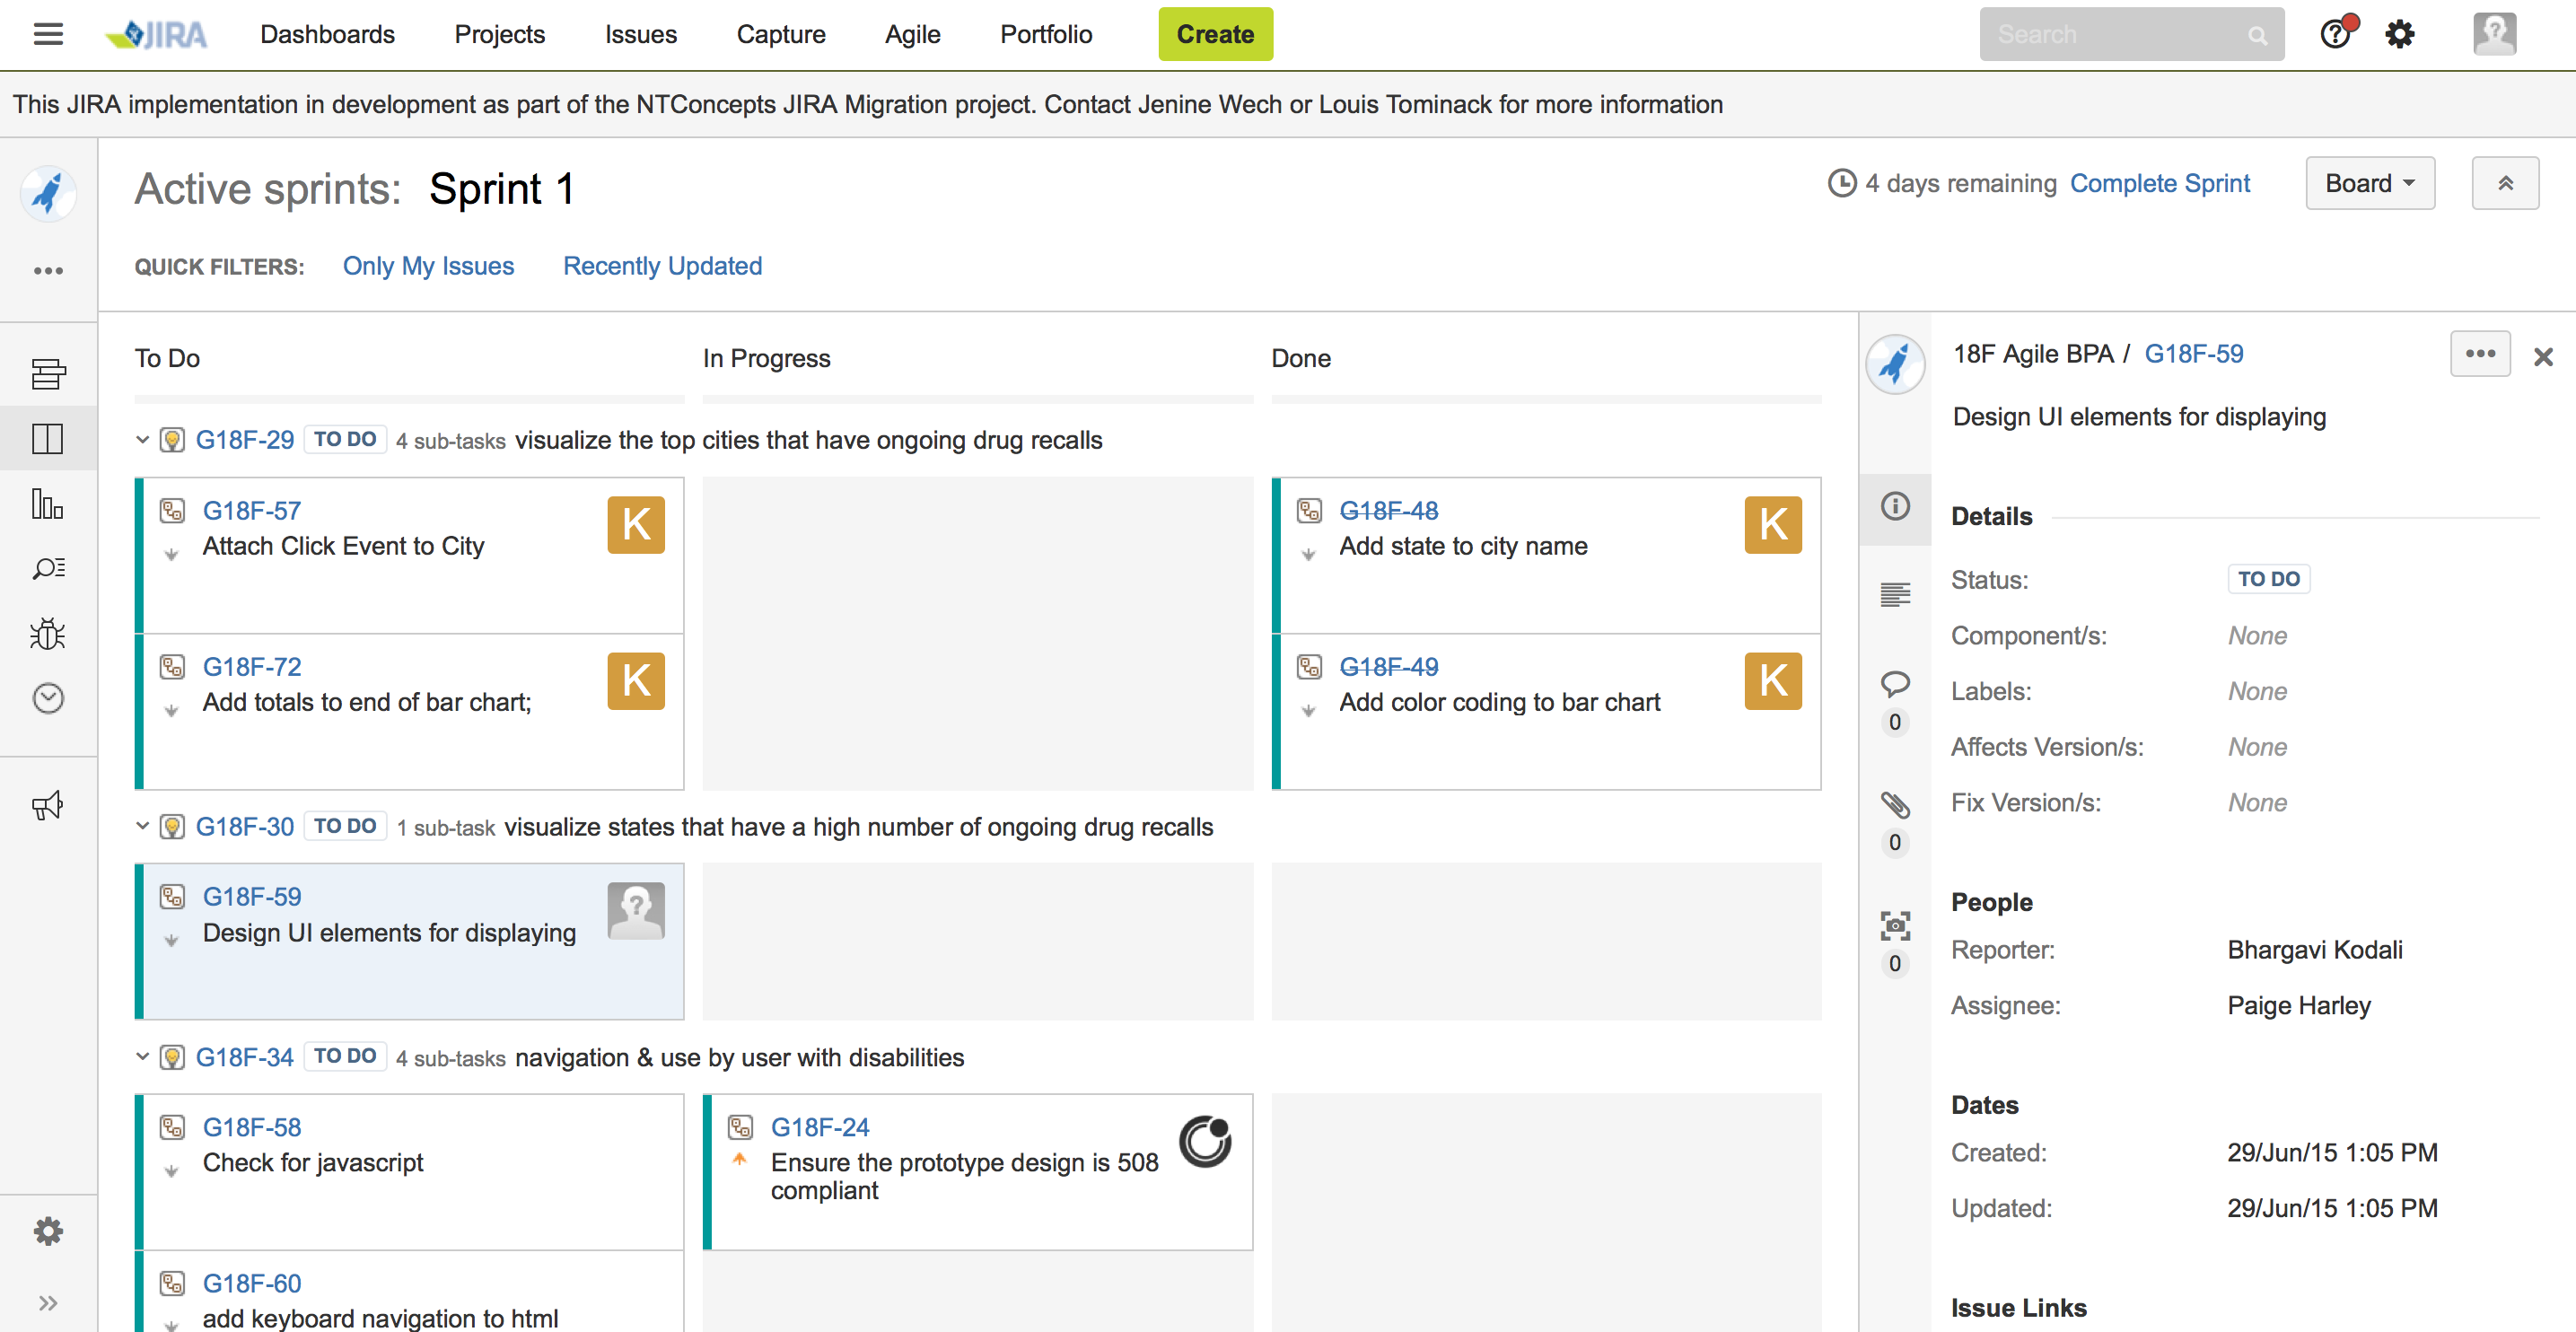 JIRA Dashboards Projects Issues Capture Agile Portfolio Create Search
This JIRA implementation in development as part of the NTConcepts JIRA Migration project. Contact Jenine Wech or Louis Tominack for more information
Active sprints: Sprint 1
4 days remaining Complete Sprint Board
QUICK FILTERS: Only My Issues Recently Updated
To Do In Progress Done
G18F-29 TO DO 4 sub-tasks visualize the top cities that have ongoing drug recalls
G18F-57
Attach Click Event to City
K
G18F-48
Add state to city name
K
G18F-72
Add totals to end of bar chart;
K
G18F-49
Add color coding to bar chart
K
G18F-30 TO DO 1 sub-task visualize states that have a high number of ongoing drug recalls
G18F-59
Design UI elements for displaying
G18F-34 TO DO 4 sub-tasks navigation & use by user with disabilities
G18F-58
Check for javascript
G18F-24
Ensure the prototype design is 508
compliant
G18F-60
add keyboard navigation to html
18F Agile BPA / G18F-59
Design UI elements for displaying
0
0
0
Details
Status: TO DO
Component/s: None
Labels: None
Affects Version/s: None
Fix Version/s: None
People
Reporter: Bhargavi Kodali
Assignee: Paige Harley
Dates
Created: 29/Jun/15 1:05 PM
Updated: 29/Jun/15 1:05 PM
Issue Links